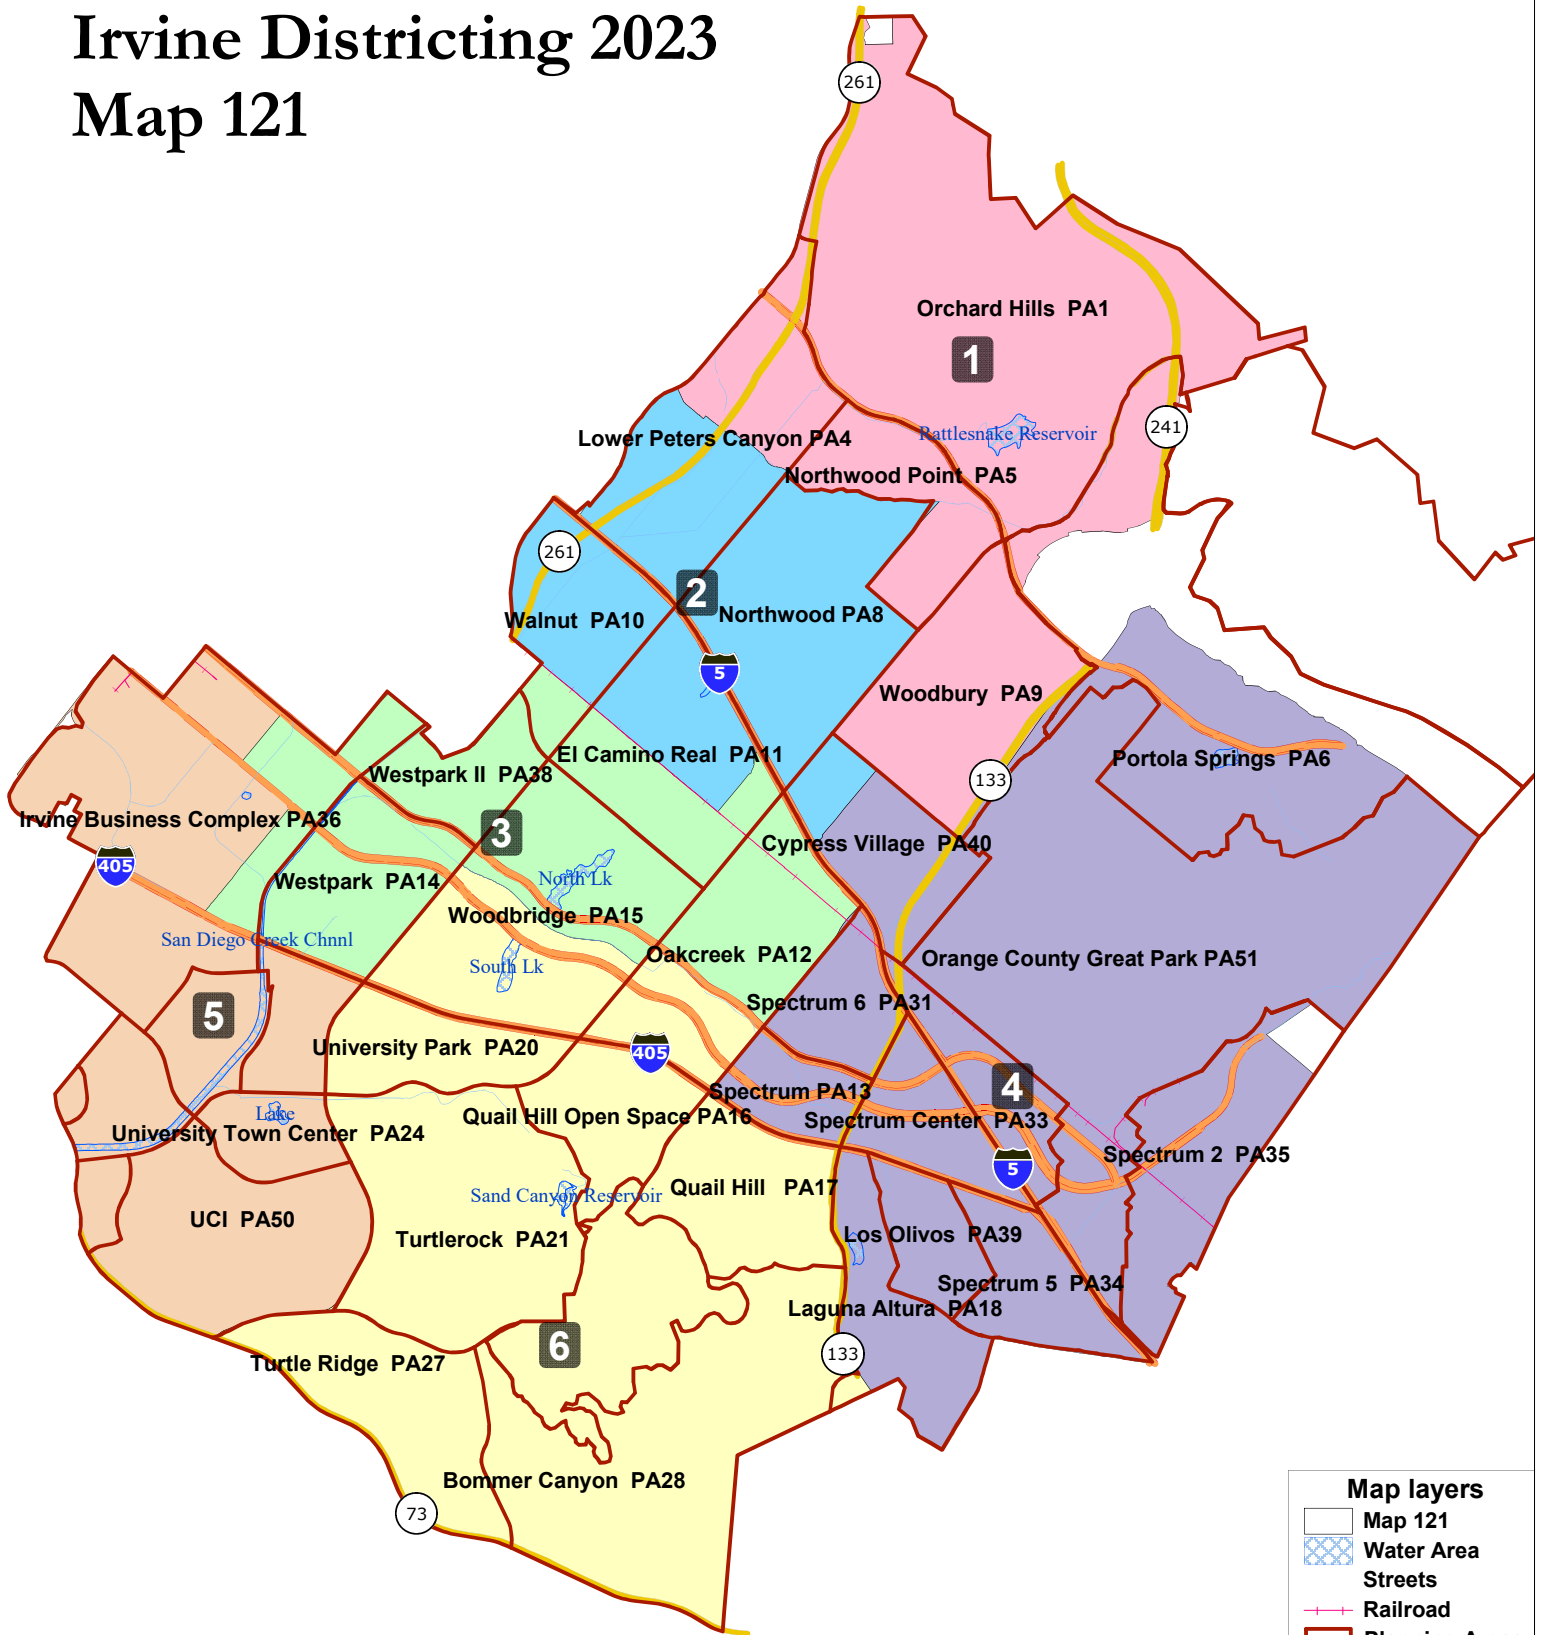 Irvine Districting 2023
Map 121
261
Orchard Hills PA1
1
241
Rattlesnake Reservoir
Lower Peters Canyon PA4
Northwood Point PA5
261
2
Northwood PA8
Walnut PA10
5
Woodbury PA9
El Camino Real PA11
Portola Springs PA6
Westpark II PA38
133
Irvine Business Complex PA36
3
Cypress Village PA40
405
Westpark PA14
North Lk
Woodbridge PA15
San Diego Creek Chnnl
Oakcreek PA12
Orange County Great Park PA51
South Lk
Spectrum 6 PA31
5
University Park PA20
405
4
Spectrum PA13
Lake
Quail Hill Open Space PA16
Spectrum Center PA33
University Town Center PA24
Spectrum 2 PA35
5
Sand Canyon Reservoir
Quail Hill PA17
UCI PA50
Turtlerock PA21
Los Olivos PA39
Spectrum 5 PA34
Laguna Altura PA18
6
133
Turtle Ridge PA27
Bommer Canyon PA28
73
Map layers
Map 121
Water Area
Streets
Railroad